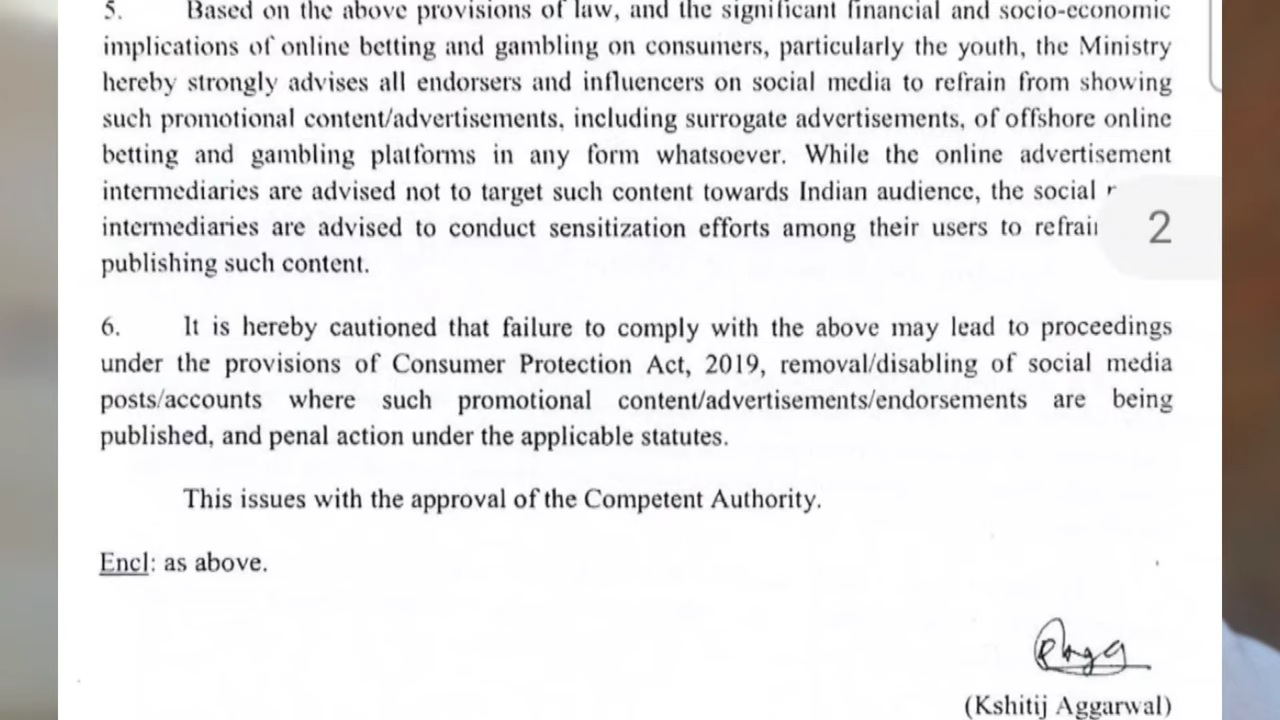 5. Based on the above provisions of law, and the significant financial and socio-economic
implications of online betting and gambling on consumers, particularly the youth, the Ministry
hereby strongly advises all endorsers and influencers on social media to refrain from showing
such promotional content/advertisements, including surrogate advertisements, of offshore online
betting and gambling platforms in any form whatsoever. While the online advertisement
intermediaries are advised not to target such content towards Indian audience, the social
intermediaries are advised to conduct sensitization efforts among their users to
2
publishing such content.
6. It is hereby cautioned that failure to comply with the above may lead to proceedings
under the provisions of Consumer Protection Act, 2019, removal/disabling of social media
posts/accounts where such promotional content/advertisements/endorsements are being
published, and penal action under the applicable statutes.
This issues with the approval of the Competent Authority.
Encl: as above.
(Kshitij Aggarwal)